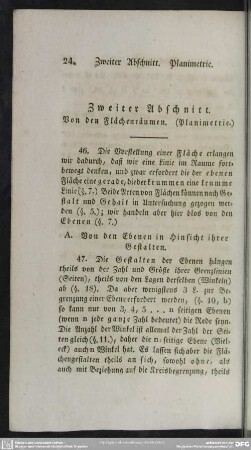 24. Zweiter Abschnitt. Planimetrie.
Zweiter Abschnitt.
Von den Flächenräumen. (Planimetrie.)
46. Die Vorstellung einer Fläche erlangen
wir dadurch, daß wir eine Linie im Raume fort-
bewegt denken, und zwar erfordert die der ebenen
Fläche eine gerade, die der krummen eine krumme
Linie (§. 7.) Beide Arten von Flächen können nach Ge-
stalt und Gehalt in Untersuchung gezogen wer-
den (§. 5.); wir handeln aber hier blos von den
Ebenen (§. 7.)
A. Von den Ebenen in Hinsicht ihrer
Gestalten.
47. Die Gestalten der Ebenen hängen
theils von der Zahl und Größe ihrer Grenzlinien
(Seiten), theils von den Lagen derselben (Winkeln)
ab (§. 18). Da aber wenigstens 3 L. zur Be-
grenzung einer Ebene erfordert werden, (§. 10, b)
so kann nur von 3, 4, 5 . . . n seitigen Ebenen
(wenn n jede ganze Zahl bedeutet) die Rede seyn.
Die Anzahl der Winkel ist allemal der Zahl der Sei-
ten gleich (§. 11.), daher die n seitige Ebene (Viel-
eck) auch n Winkel hat. Es lassen sich aber die Flä-
chengestalten theils an sich, sowohl ohne, als
auch mit Beziehung auf die Kreisbegrenzung, theils